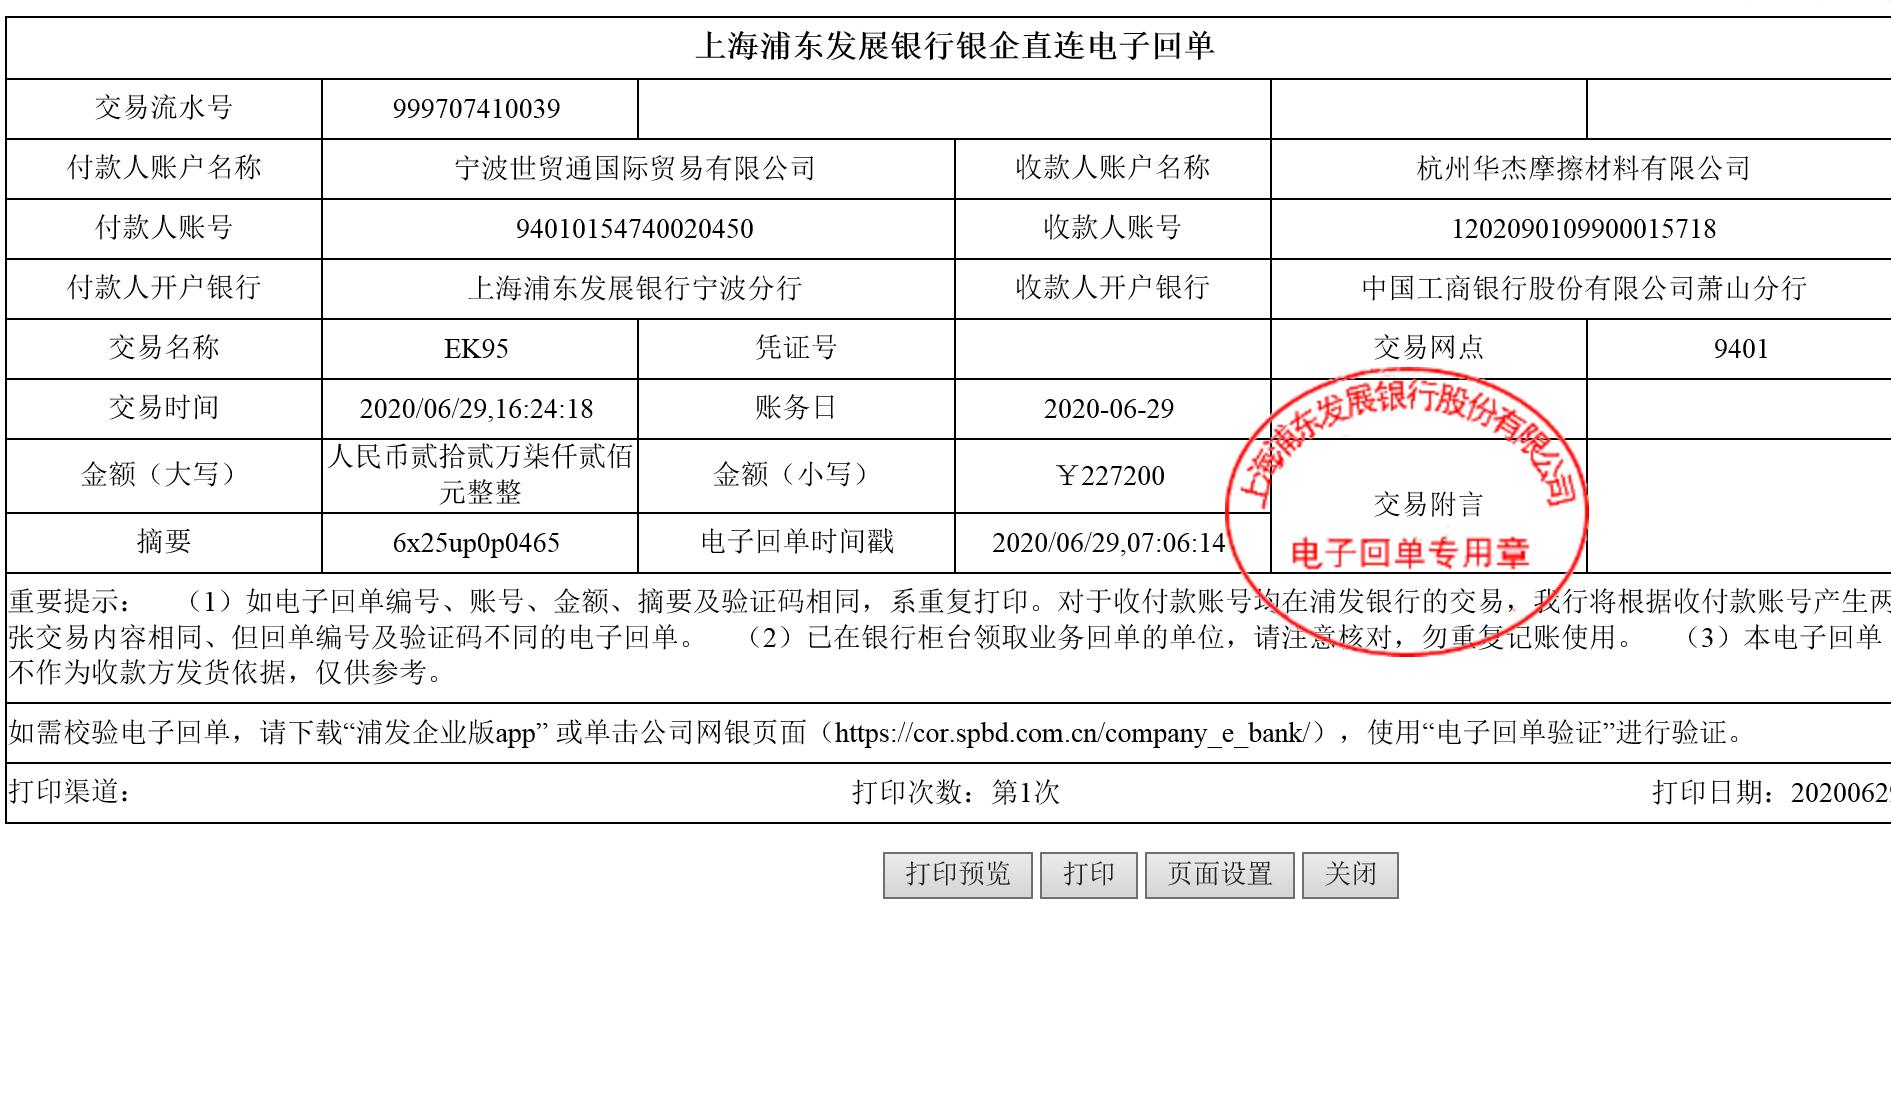 上海浦东发展银行银企直连电子回单
交易流水号 999707410039
付款人账户名称 宁波世贸通国际贸易有限公司 收款人账户名称 杭州华杰摩擦材料有限公司
付款人账号 94010154740020450 收款人账号 1202090109900015718
付款人开户银行 上海浦东发展银行宁波分行 收款人开户银行 中国工商银行股份有限公司萧山分行
交易名称 EK95 凭证号 交易网点 9401
交易时间 2020/06/29,16:24:18 账务日 2020-06-29
金额（大写） 人民币贰拾贰万柒仟贰佰
元整整 金额（小写） ￥227200
交易附言
摘要 6x25up0p0465 电子回单时间戳 2020/06/29,07:06:14
上海浦东发展银行股份有限公司
电子回单专用章
重要提示： （1）如电子回单编号、账号、金额、摘要及验证码相同，系重复打印。对于收付款账号均在浦发银行的交易，我行将根据收付款账号产生两
张交易内容相同、但回单编号及验证码不同的电子回单。 （2）已在银行柜台领取业务回单的单位，请注意核对，勿重复记账使用。 （3）本电子回单
不作为收款方发货依据，仅供参考。
如需校验电子回单，请下载“浦发企业版app” 或单击公司网银页面（https://cor.spbd.com.cn/company_e_bank/），使用“电子回单验证”进行验证。
打印渠道： 打印次数：第1次 打印日期：2020062
打印预览 打印 页面设置 关闭